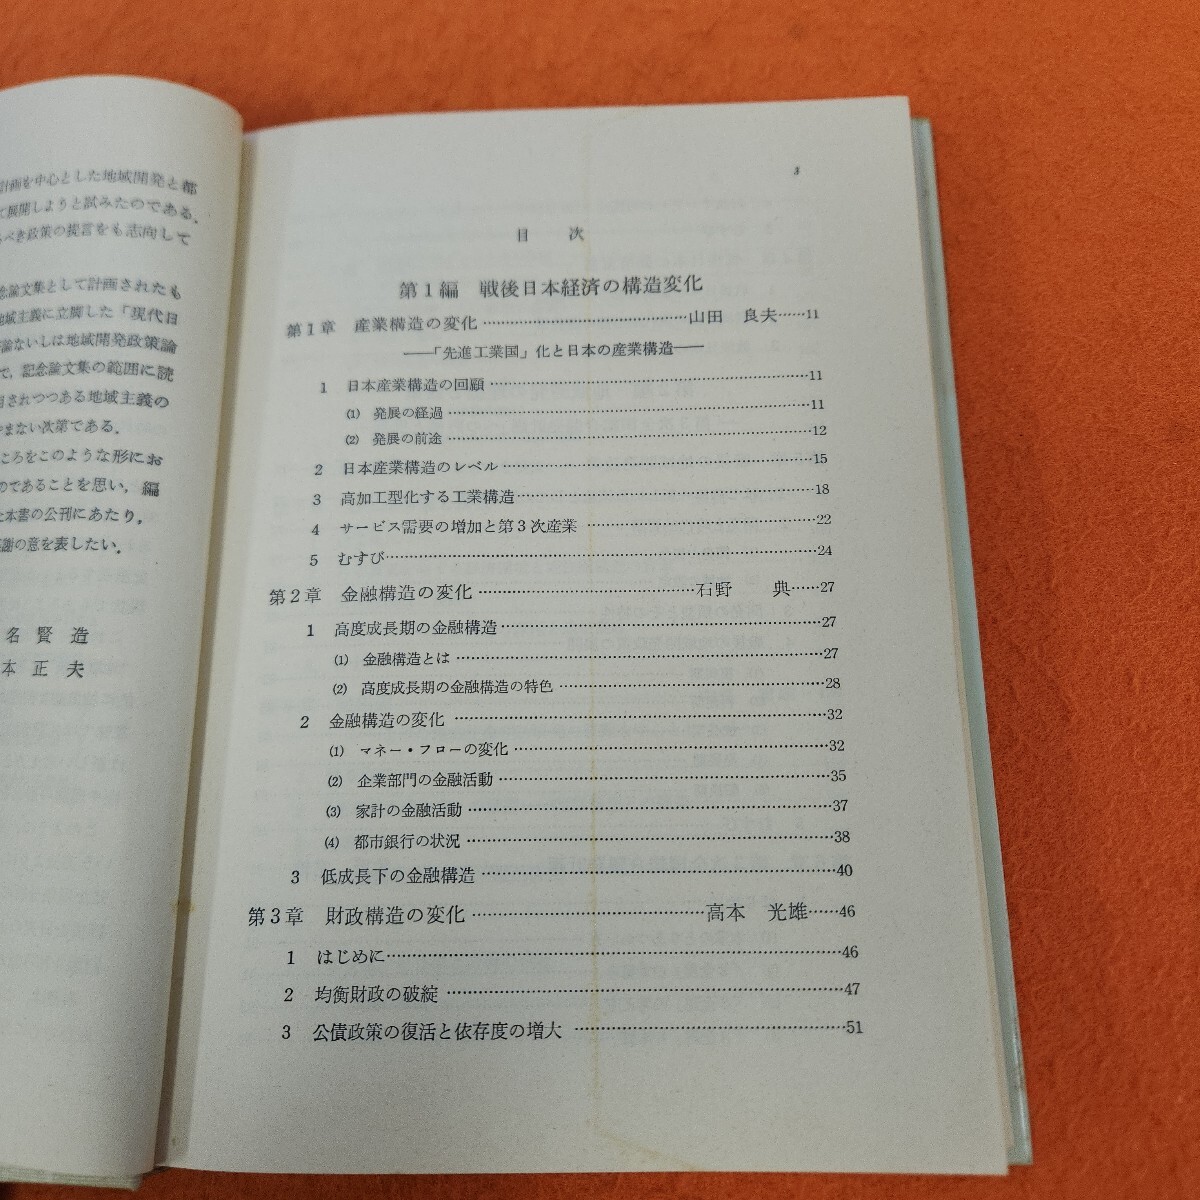 計画を中心とした地域開発と都
て展開しようと試みたのである.
べき政策の提言をも志向して
念論文集として計画されたも
地域主義に立脚した「現代日
論ないしは地域開発政策論
で,記念論文集の範囲に読
されつつある地域主義の
やまない次第である.
ころをこのような形にお
のであることを思い,編
本書の公刊にあたり,
謝の意を表したい.
名賢造
本正夫
3
目 次
第1編 戦後日本経済の構造変化
第1章 産業構造の変化……………………………山田 良夫……11
――「先進工業国」化と日本の産業構造――
1 日本産業構造の回顧……………………………11
(1) 発展の経過……………………………11
(2) 発展の前途……………………………12
2 日本産業構造のレベル……………………………15
3 高加工型化する工業構造……………………………18
4 サービス需要の増加と第3次産業……………………………22
5 むすび……………………………24
第2章 金融構造の変化……………………………石野 典……27
1 高度成長期の金融構造……………………………27
(1) 金融構造とは……………………………27
(2) 高度成長期の金融構造の特色……………………………28
2 金融構造の変化……………………………32
(1) マネー・フローの変化……………………………32
(2) 企業部門の金融活動……………………………35
(3) 家計の金融活動……………………………37
(4) 都市銀行の状況……………………………38
3 低成長下の金融構造……………………………40
第3章 財政構造の変化……………………………高本 光雄……46
1 はじめに……………………………46
2 均衡財政の破綻……………………………47
3 公債政策の復活と依存度の増大……………………………51